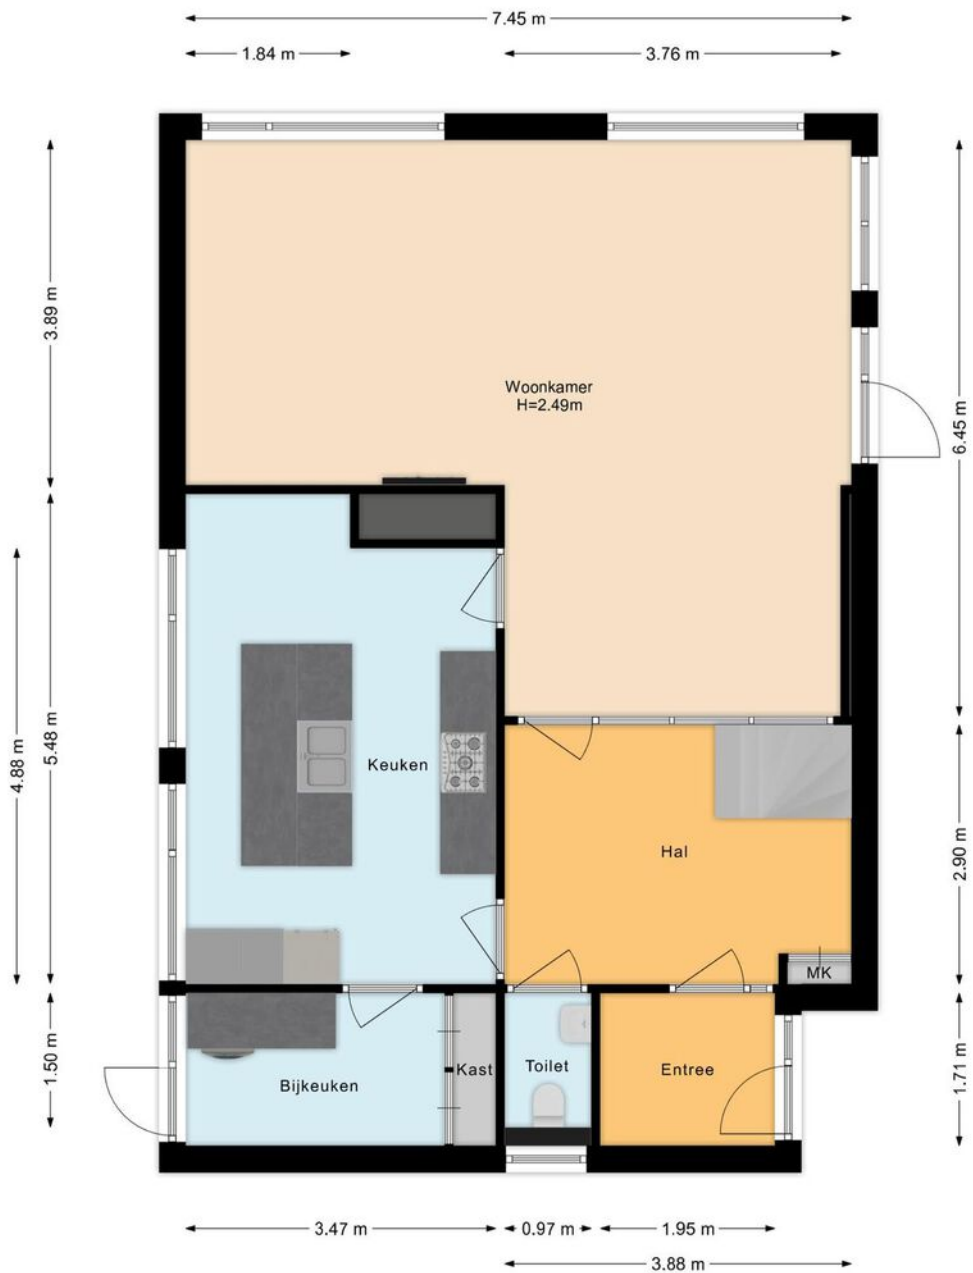 7.45 m
1.84 m
3.76 m
3.89 m
Woonkamer
H=2.49m
6.45 m
4.88 m
5.48 m
Keuken
Hal
2.90 m
MK
1.50 m
Bijkeuken
Kast
Toilet
Entree
1.71 m
3.47 m
0.97 m
1.95 m
3.88 m